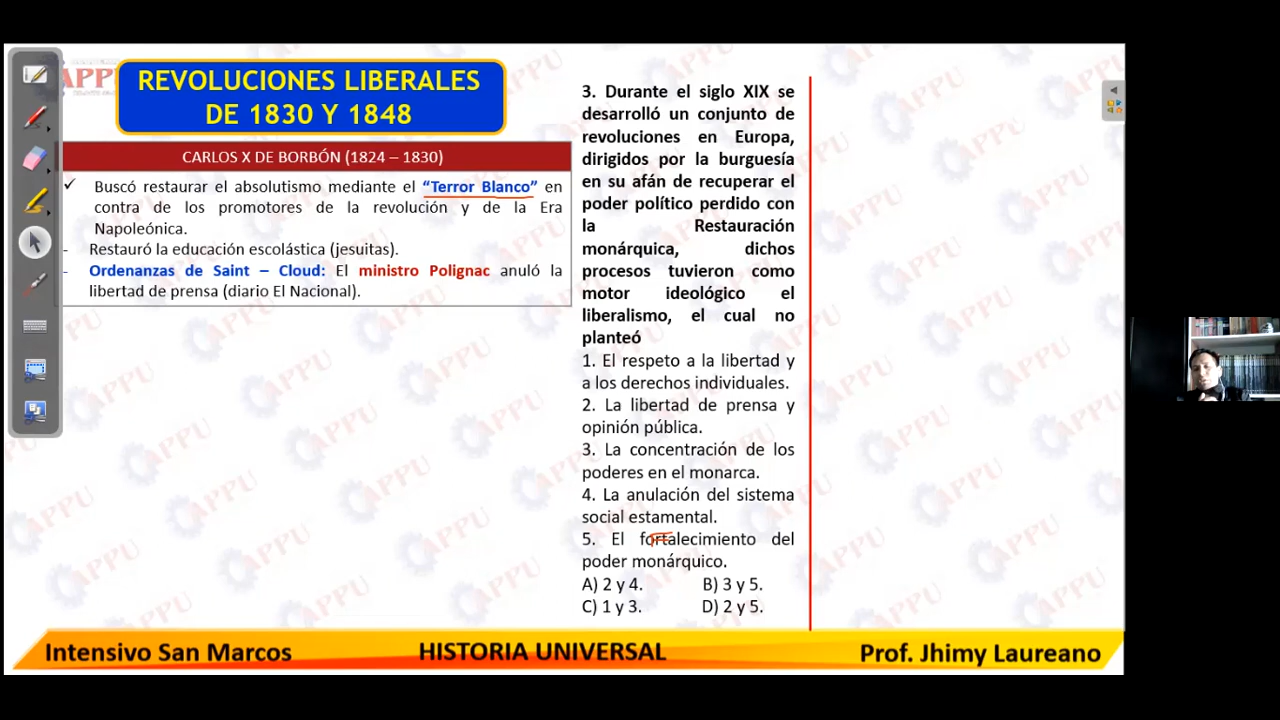 REVOLUCIONES LIBERALES
DE 1830 Y 1848
CARLOS X DE BORBÓN (1824 – 1830)
✓ Buscó restaurar el absolutismo mediante el “Terror Blanco” en
contra de los promotores de la revolución y de la Era
Napoleónica.
- Restauró la educación escolástica (jesuitas).
- Ordenanzas de Saint – Cloud: El ministro Polignac anuló la
libertad de prensa (diario El Nacional).
3. Durante el siglo XIX se
desarrolló un conjunto de
revoluciones en Europa,
dirigidos por la burguesía
en su afán de recuperar el
poder político perdido con
la Restauración
monárquica, dichos
procesos tuvieron como
motor ideológico el
liberalismo, el cual no
planteó
1. El respeto a la libertad y
a los derechos individuales.
2. La libertad de prensa y
opinión pública.
3. La concentración de los
poderes en el monarca.
4. La anulación del sistema
social estamental.
5. El fortalecimiento del
poder monárquico.
A) 2 y 4. B) 3 y 5.
C) 1 y 3. D) 2 y 5.
Intensivo San Marcos HISTORIA UNIVERSAL Prof. Jhimy Laureano
APPU